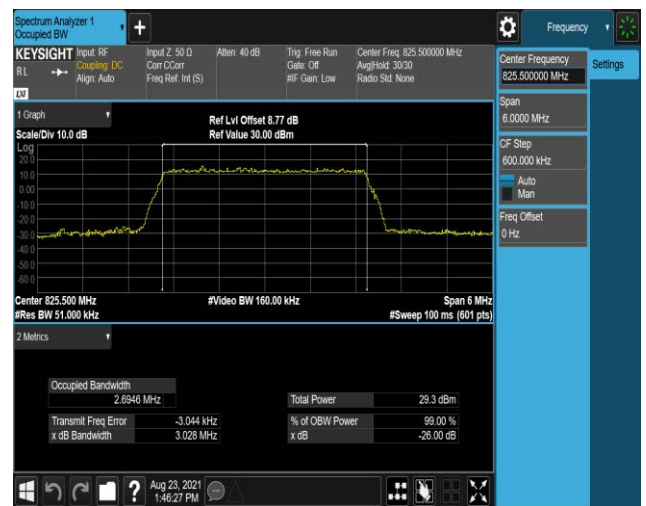 Spectrum Analyzer 1
Occupied BW
+
Frequency
KEYSIGHT
RL
LXI
Input: RF
Coupling: DC
Align: Auto
Input Z: 50 Ω
Corr CCorr
Freq Ref: Int (S)
Atten: 40 dB
Trig: Free Run
Gate: Off
#IF Gain: Low
Center Freq: 825.500000 MHz
Avg|Hold: 30/30
Radio Std: None
Center Frequency
825.500000 MHz
Settings
Span
6.0000 MHz
CF Step
600.000 kHz
Auto
Man
Freq Offset
0 Hz
1 Graph
Scale/Div 10.0 dB
Ref Lvl Offset 8.77 dB
Ref Value 30.00 dBm
Log
20.0
10.0
0.00
-10.0
-20.0
-30.0
-40.0
-50.0
-60.0
Center 825.500 MHz
#Video BW 160.00 kHz
Span 6 MHz
#Res BW 51.000 kHz
#Sweep 100 ms (601 pts)
2 Metrics
Occupied Bandwidth
2.6946 MHz
Total Power 29.3 dBm
Transmit Freq Error -3.044 kHz
% of OBW Power 99.00 %
x dB Bandwidth 3.028 MHz
x dB -26.00 dB
?
Aug 23, 2021
1:46:27 PM